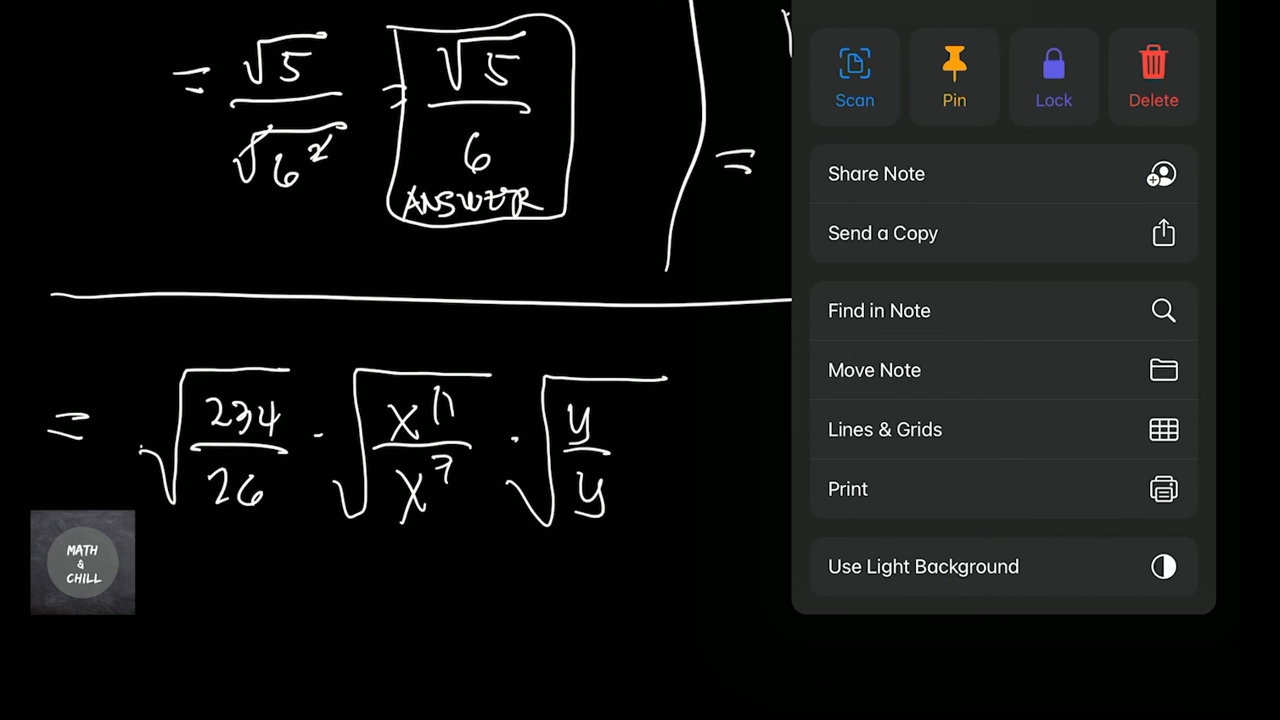 = √5/√6² = √5/6
ANSWER
=
= √(234/26) · √(x¹¹/x⁷) · √(y/y)
MATH
&
CHILL
Scan
Pin
Lock
Delete
Share Note
Send a Copy
Find in Note
Move Note
Lines & Grids
Print
Use Light Background